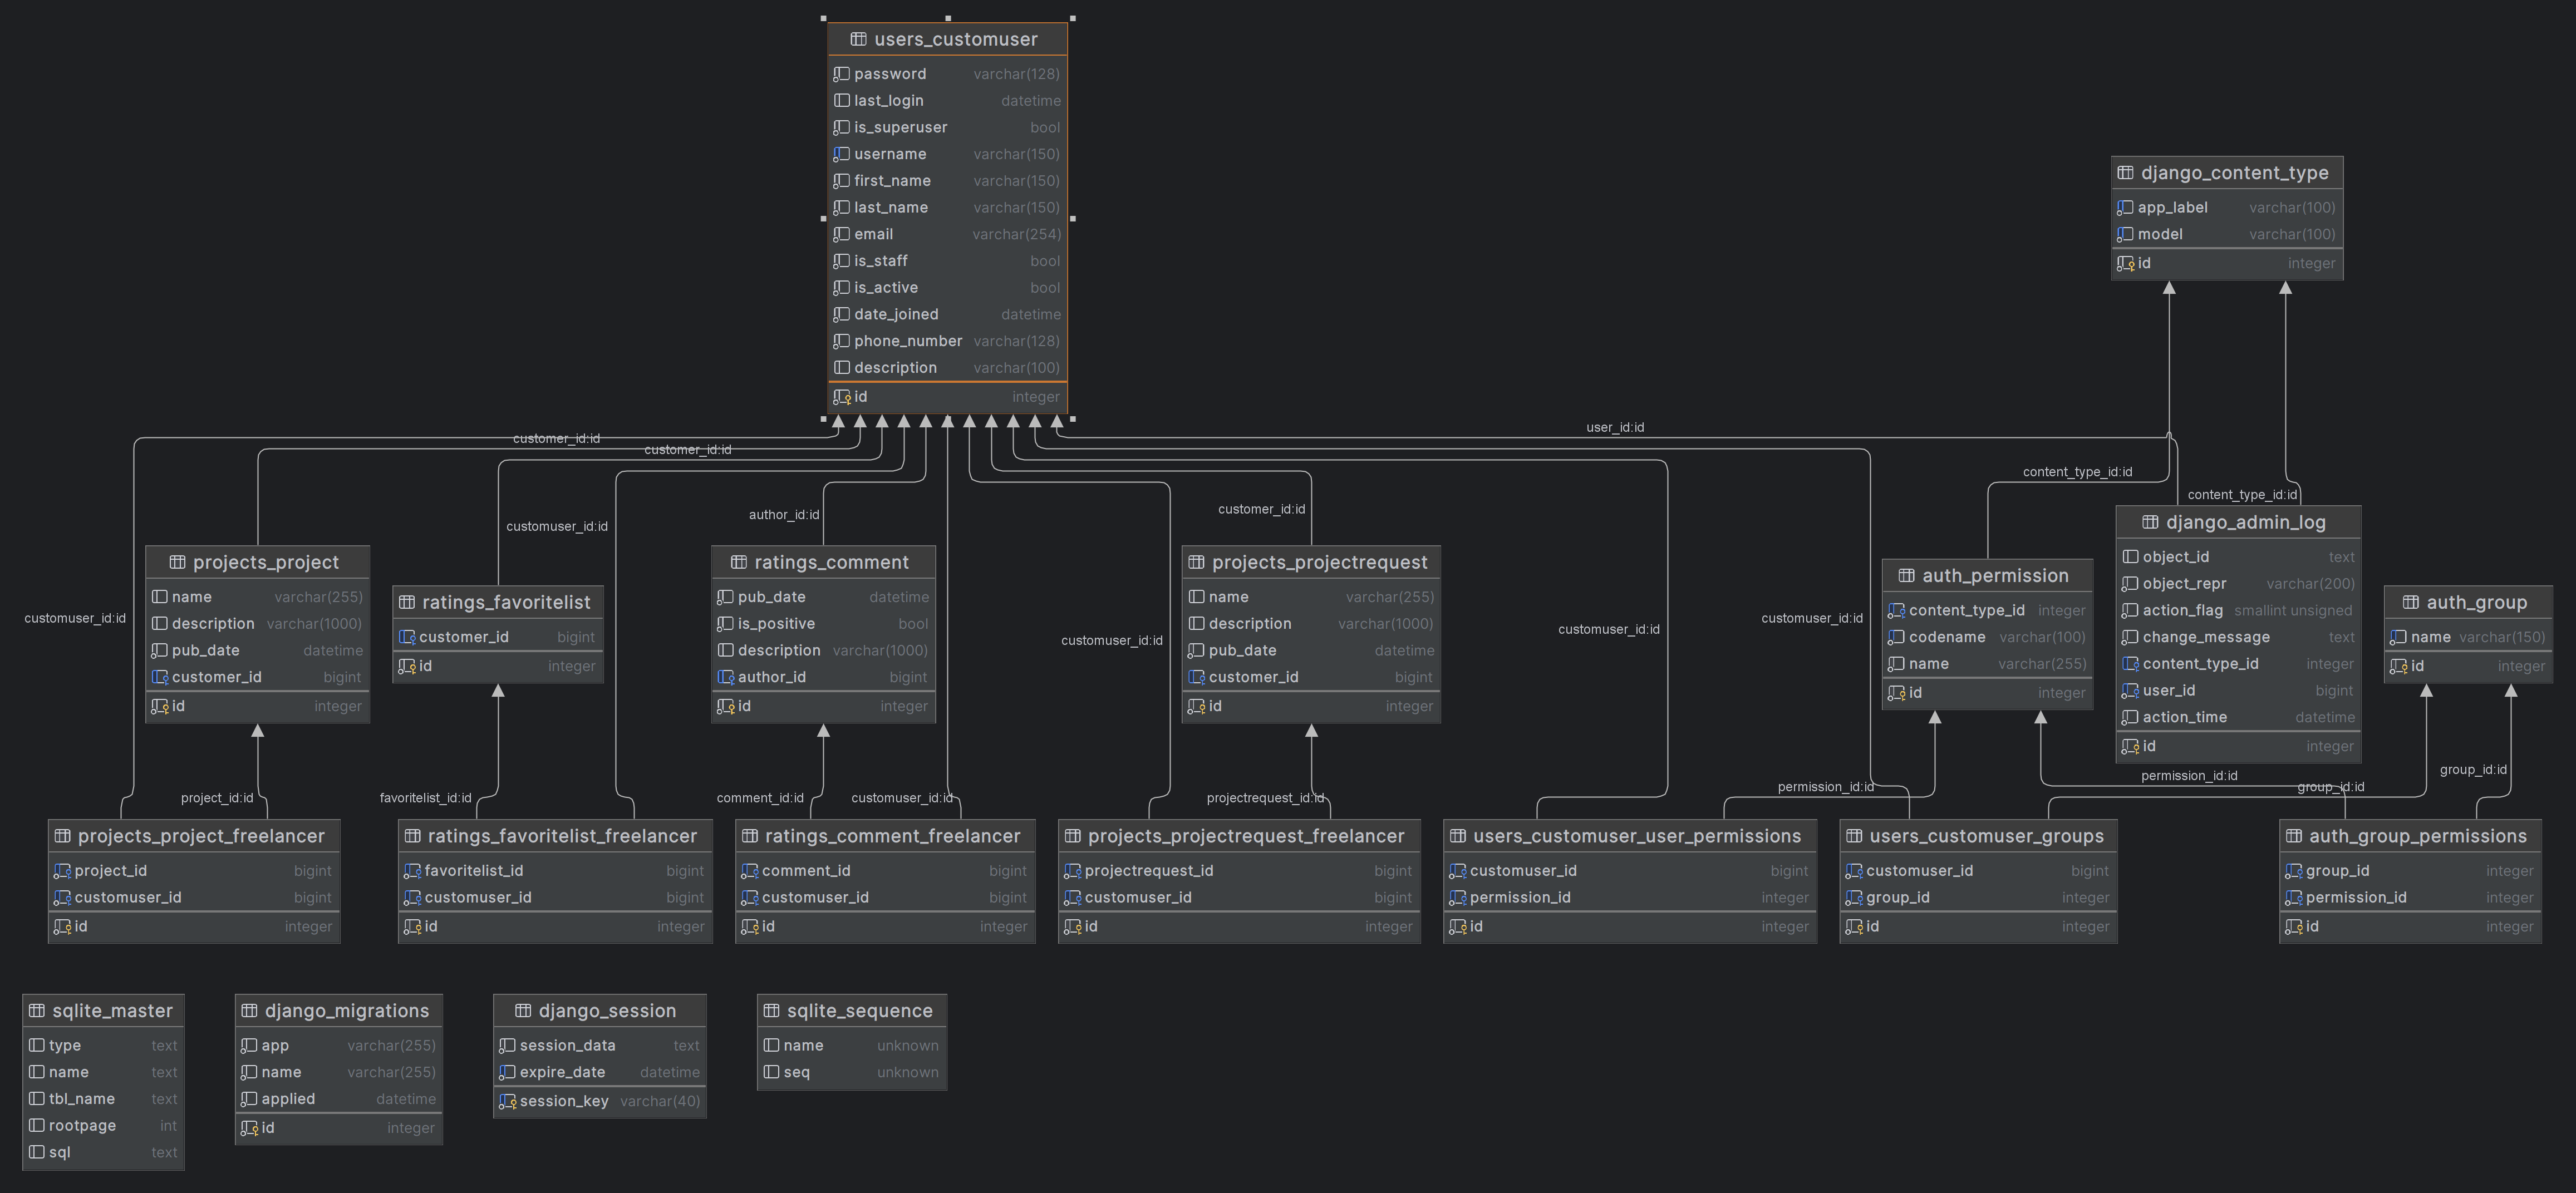 users_customuser
password varchar(128)
last_login datetime
is_superuser bool
username varchar(150)
first_name varchar(150)
last_name varchar(150)
email varchar(254)
is_staff bool
is_active bool
date_joined datetime
phone_number varchar(128)
description varchar(100)
id integer
django_content_type
app_label varchar(100)
model varchar(100)
id integer
user_id:id
customer_id:id
customer_id:id
content_type_id:id
content_type_id:id
customer_id:id
author_id:id
customuser_id:id
customuser_id:id
customuser_id:id
customuser_id:id
customuser_id:id
projects_project
name varchar(255)
description varchar(1000)
pub_date datetime
customer_id bigint
id integer
ratings_favoritelist
customer_id bigint
id integer
ratings_comment
pub_date datetime
is_positive bool
description varchar(1000)
author_id bigint
id integer
projects_projectrequest
name varchar(255)
description varchar(1000)
pub_date datetime
customer_id bigint
id integer
auth_permission
content_type_id integer
codename varchar(100)
name varchar(255)
id integer
django_admin_log
object_id text
object_repr varchar(200)
action_flag smallint unsigned
change_message text
content_type_id integer
user_id bigint
action_time datetime
id integer
auth_group
name varchar(150)
id integer
project_id:id
favoritelist_id:id
comment_id:id
customuser_id:id
projectrequest_id:id
permission_id:id
permission_id:id
group_id:id
group_id:id
projects_project_freelancer
project_id bigint
customuser_id bigint
id integer
ratings_favoritelist_freelancer
favoritelist_id bigint
customuser_id bigint
id integer
ratings_comment_freelancer
comment_id bigint
customuser_id bigint
id integer
projects_projectrequest_freelancer
projectrequest_id bigint
customuser_id bigint
id integer
users_customuser_user_permissions
customuser_id bigint
permission_id integer
id integer
users_customuser_groups
customuser_id bigint
group_id integer
id integer
auth_group_permissions
group_id integer
permission_id integer
id integer
sqlite_master
type text
name text
tbl_name text
rootpage int
sql text
django_migrations
app varchar(255)
name varchar(255)
applied datetime
id integer
django_session
session_data text
expire_date datetime
session_key varchar(40)
sqlite_sequence
name unknown
seq unknown